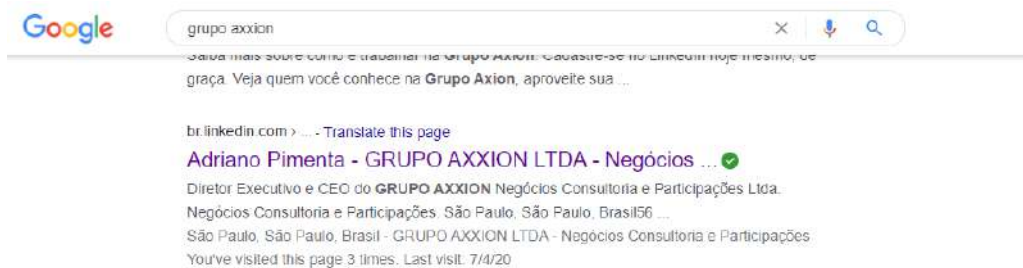 Google
grupo axxion
Saiba mais sobre como é trabalhar na Grupo Axion. Cadastre-se no LinkedIn hoje mesmo, de
graça. Veja quem você conhece na Grupo Axion, aproveite sua ...
br.linkedin.com › ... - Translate this page
Adriano Pimenta - GRUPO AXXION LTDA - Negócios ...
Diretor Executivo e CEO do GRUPO AXXION Negócios Consultoria e Participações Ltda.
Negócios Consultoria e Participações. São Paulo, São Paulo, Brasil56 ...
São Paulo, São Paulo, Brasil - GRUPO AXXION LTDA - Negócios Consultoria e Participações
You've visited this page 3 times. Last visit: 7/4/20